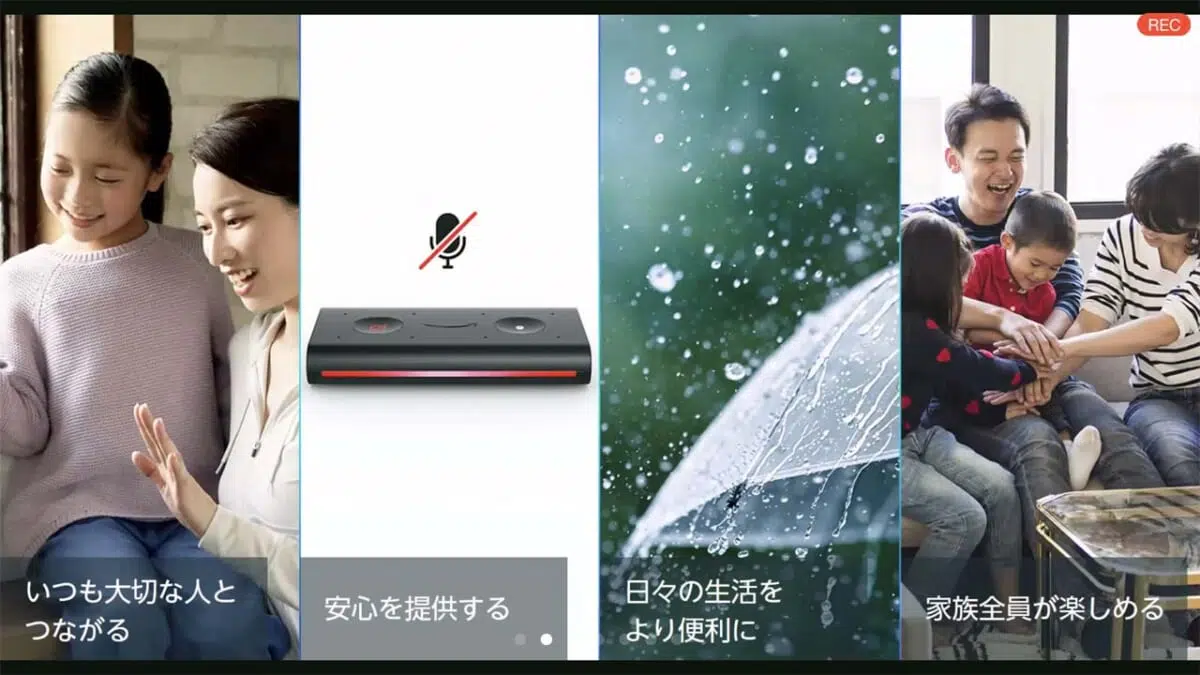 REC
いつも大切な人と
つながる
安心を提供する
日々の生活を
より便利に
家族全員が楽しめる